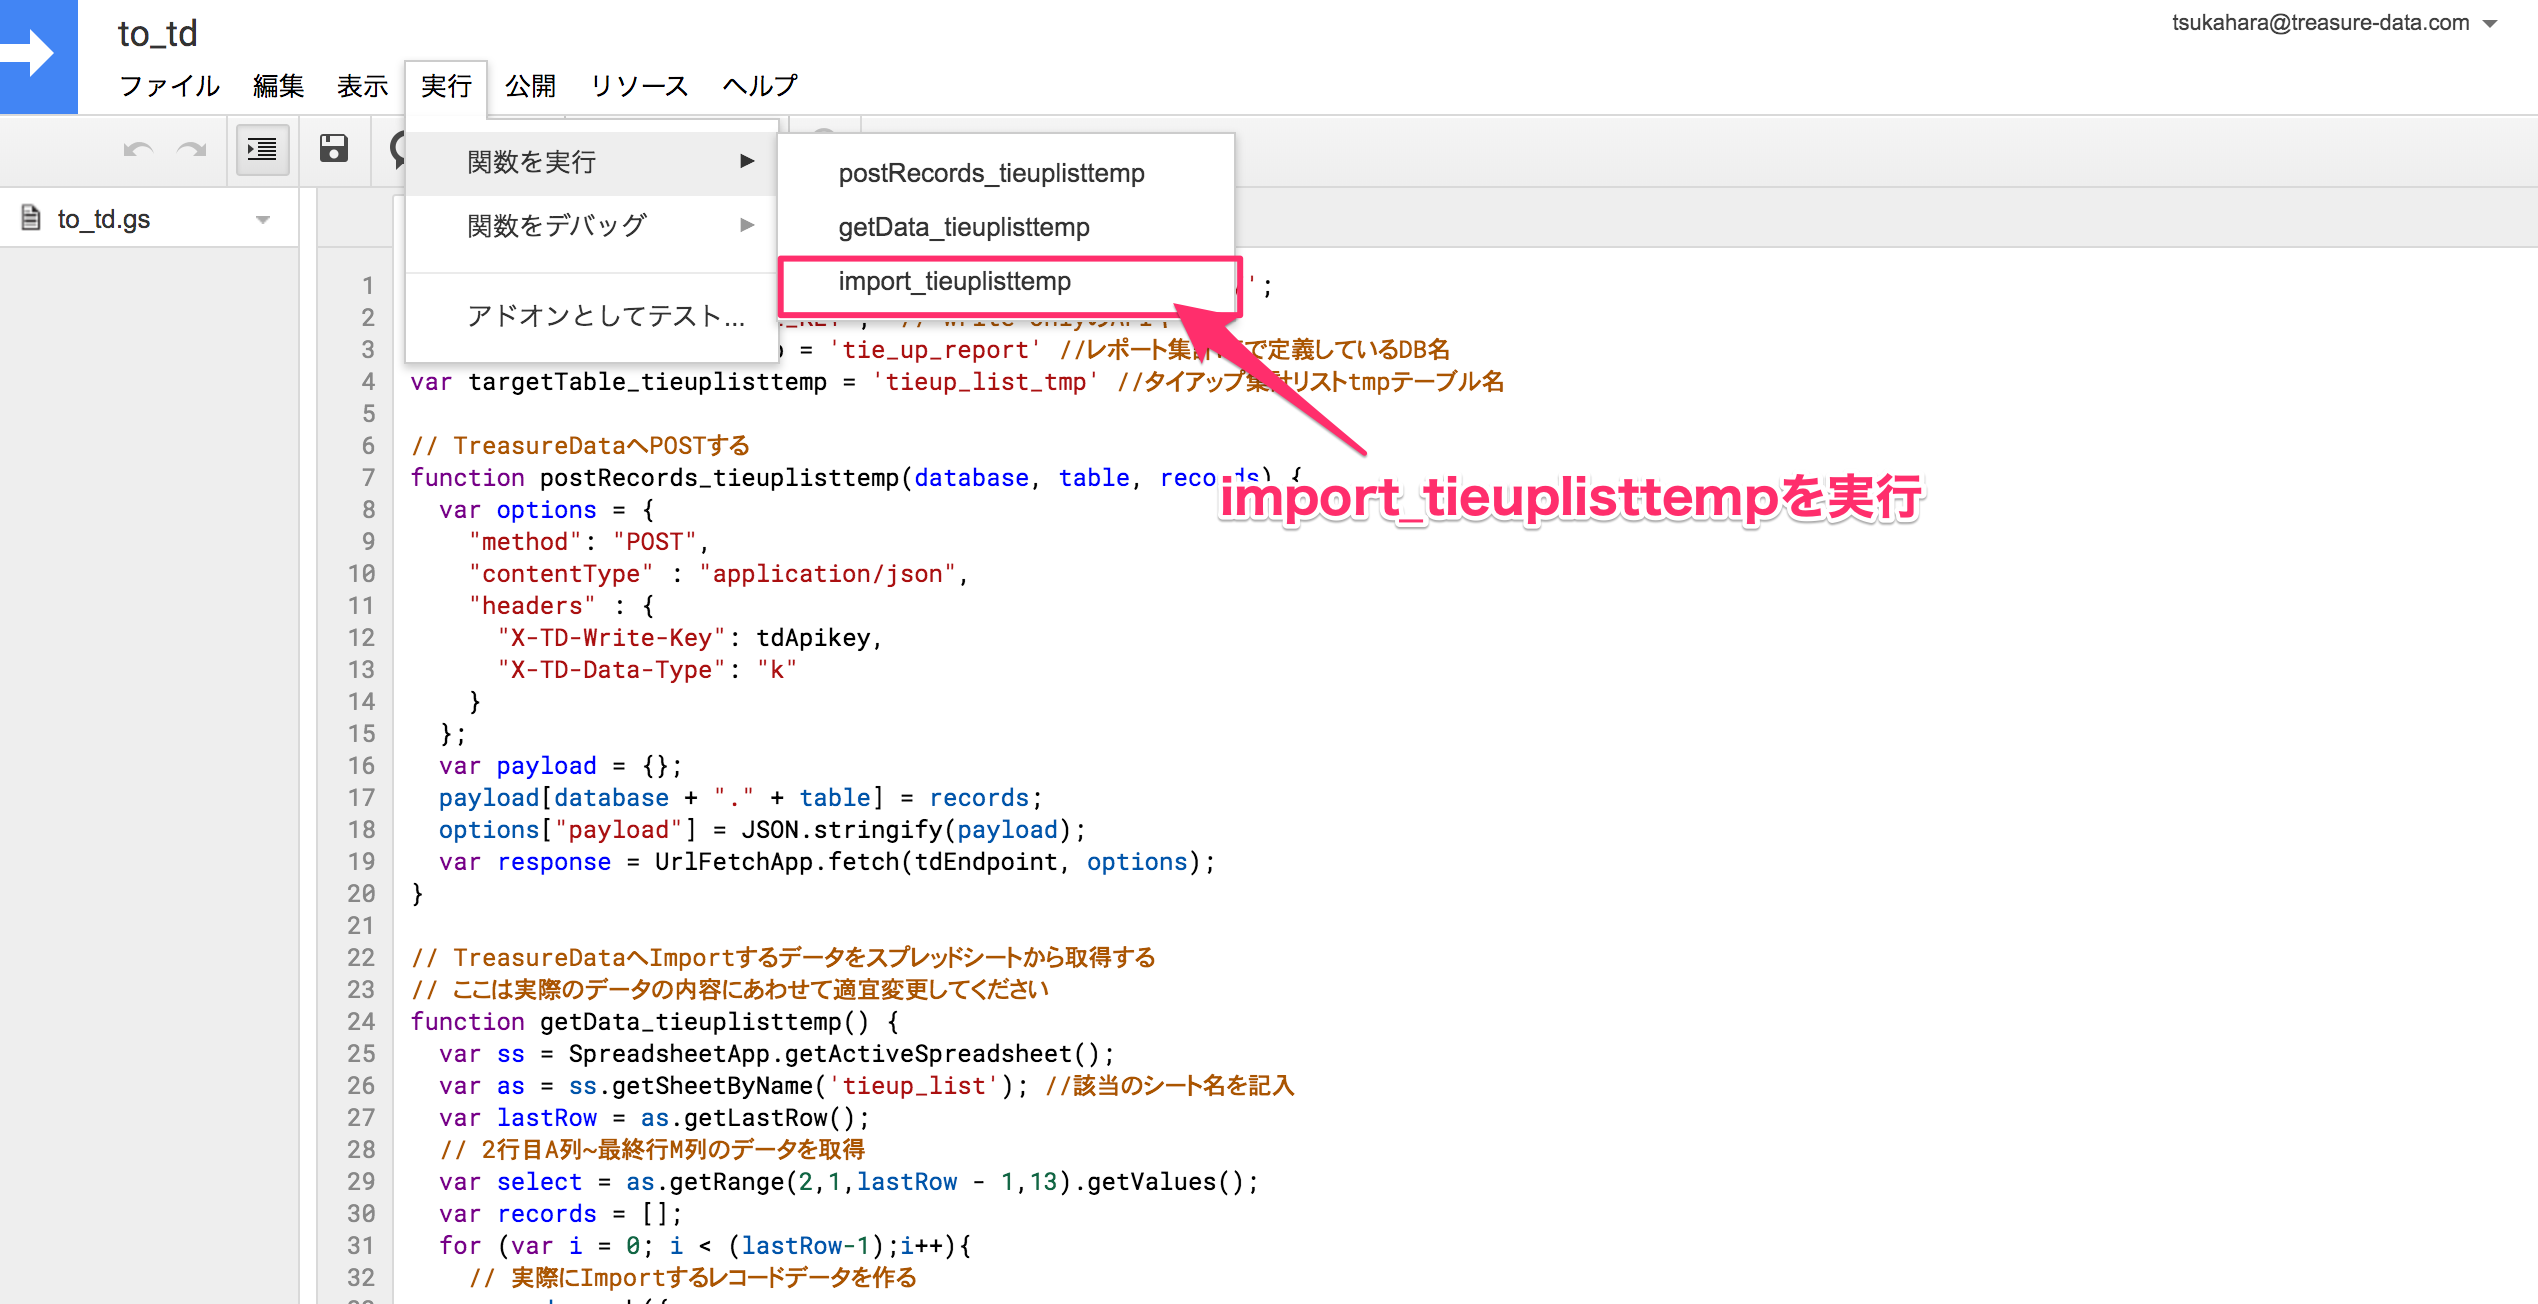 to_td
tsukahara@treasure-data.com
ファイル 編集 表示 実行 公開 リソース ヘルプ
関数を実行
関数をデバッグ
アドオンとしてテスト...
postRecords_tieuplisttemp
getData_tieuplisttemp
import_tieuplisttemp
to_td.gs
import_tieuplisttempを実行
1 ';
2
3 = 'tie_up_report' //レポート集計 で定義しているDB名
4 var targetTable_tieuplisttemp = 'tieup_list_tmp' //タイアップ集計リストtmpテーブル名
5
6 // TreasureDataへPOSTする
7 function postRecords_tieuplisttemp(database, table, records) {
8 var options = {
9 "method": "POST",
10 "contentType" : "application/json",
11 "headers" : {
12 "X-TD-Write-Key": tdApikey,
13 "X-TD-Data-Type": "k"
14 }
15 };
16 var payload = {};
17 payload[database + "." + table] = records;
18 options["payload"] = JSON.stringify(payload);
19 var response = UrlFetchApp.fetch(tdEndpoint, options);
20 }
21
22 // TreasureDataへImportするデータをスプレッドシートから取得する
23 // ここは実際のデータの内容にあわせて適宜変更してください
24 function getData_tieuplisttemp() {
25 var ss = SpreadsheetApp.getActiveSpreadsheet();
26 var as = ss.getSheetByName('tieup_list'); //該当のシート名を記入
27 var lastRow = as.getLastRow();
28 // 2行目A列~最終行M列のデータを取得
29 var select = as.getRange(2,1,lastRow - 1,13).getValues();
30 var records = [];
31 for (var i = 0; i < (lastRow-1);i++){
32 // 実際にImportするレコードデータを作る